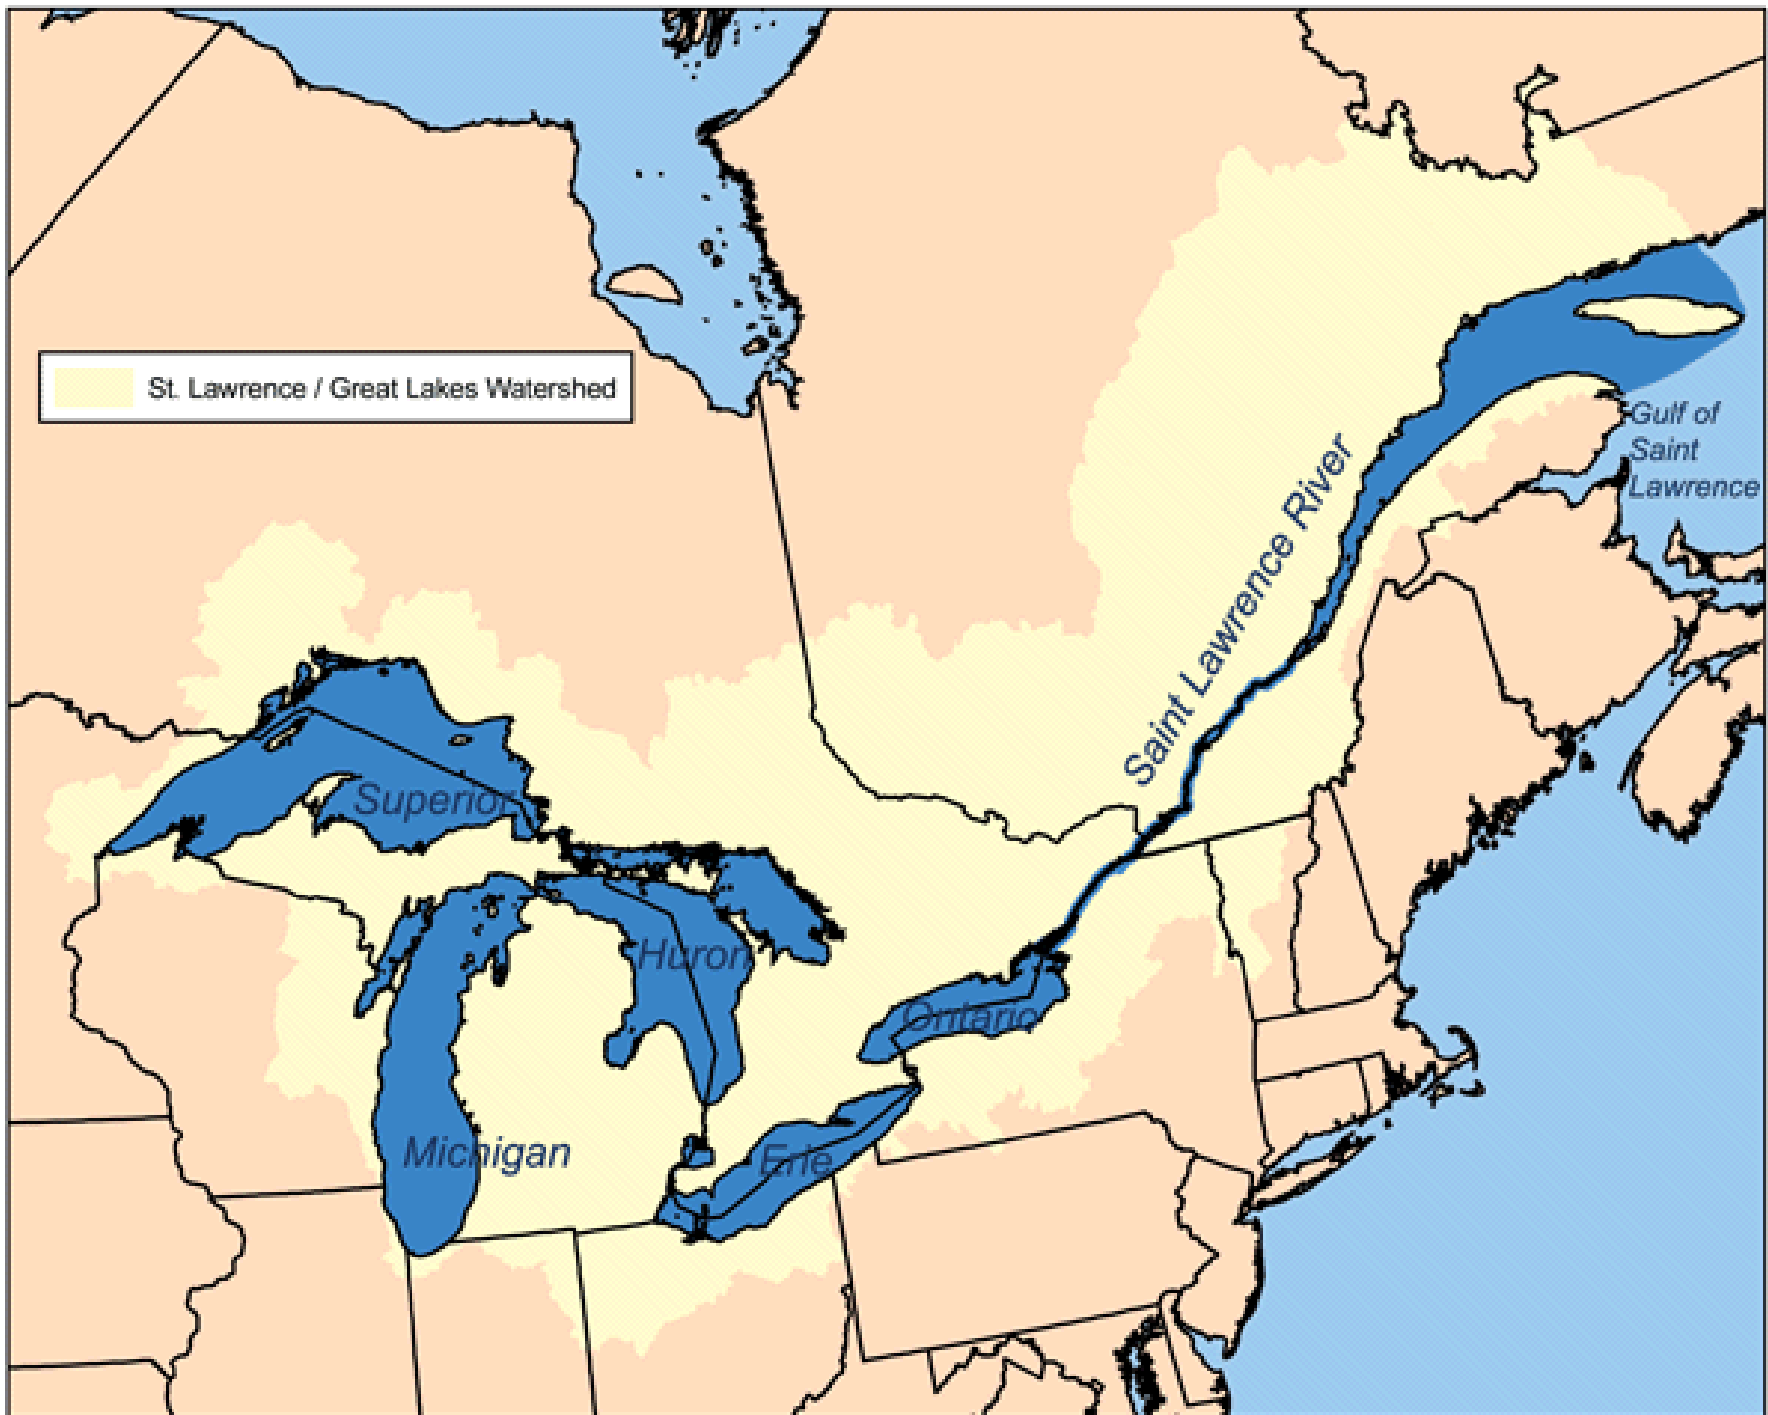 St. Lawrence / Great Lakes Watershed
Gulf of
Saint
Lawrence
Saint Lawrence River
Superior
Huron
Ontario
Michigan
Erie